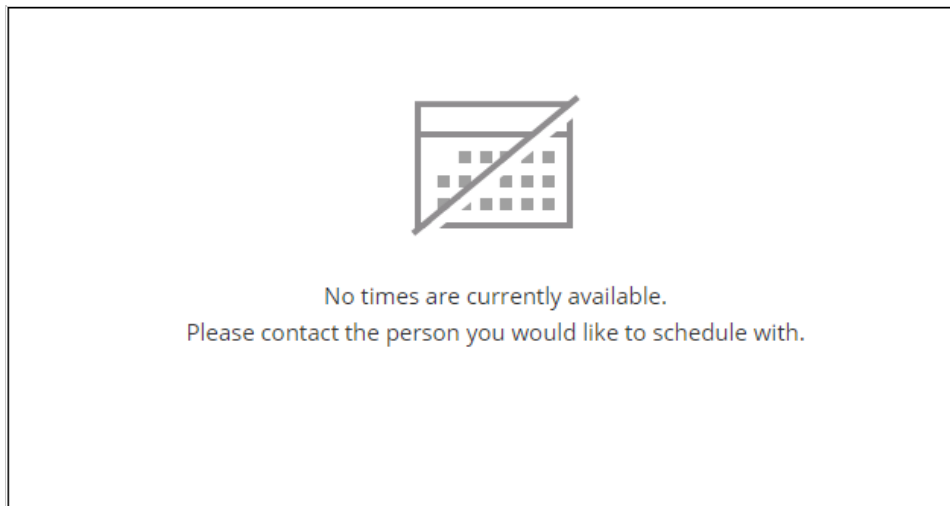 No times are currently available.
Please contact the person you would like to schedule with.